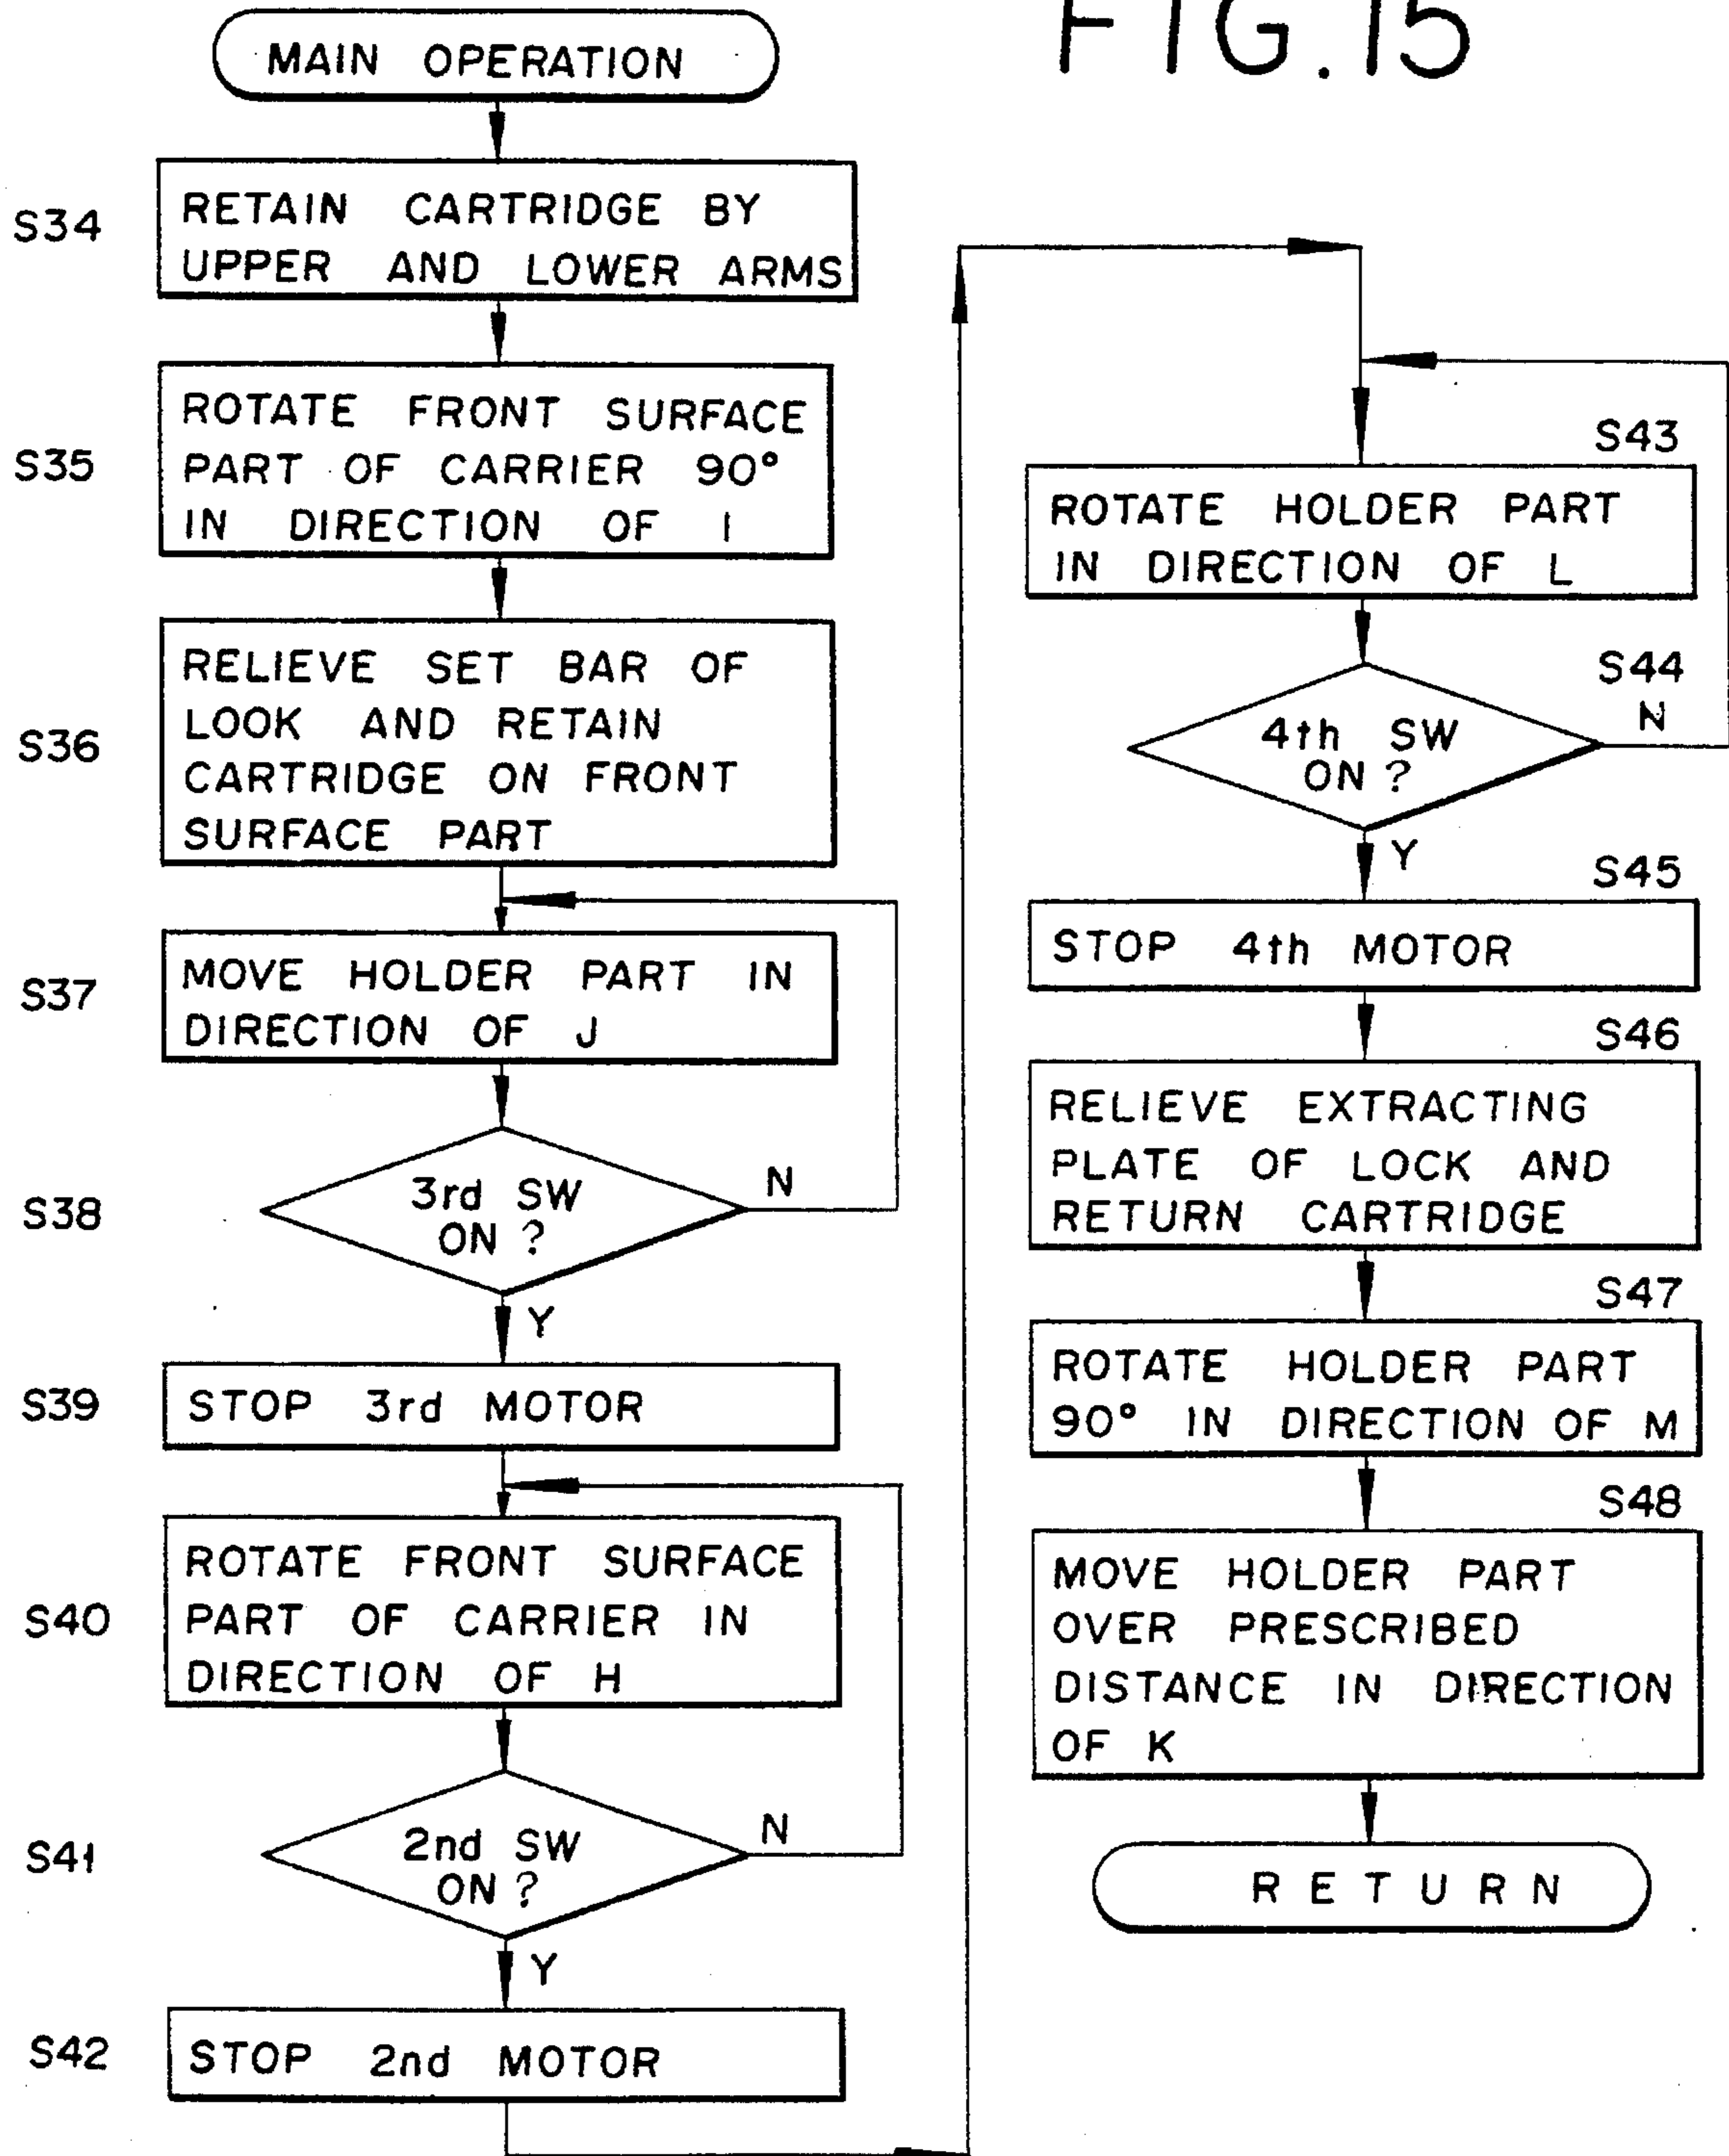 FIG. 15
MAIN OPERATION
S34
RETAIN CARTRIDGE BY
UPPER AND LOWER ARMS
S35
ROTATE FRONT SURFACE
PART OF CARRIER 90°
IN DIRECTION OF I
S36
RELIEVE SET BAR OF
LOOK AND RETAIN
CARTRIDGE ON FRONT
SURFACE PART
S37
MOVE HOLDER PART IN
DIRECTION OF J
S38
3rd SW
ON ?
N
Y
S39
STOP 3rd MOTOR
S40
ROTATE FRONT SURFACE
PART OF CARRIER IN
DIRECTION OF H
S41
2nd SW
ON ?
N
Y
S42
STOP 2nd MOTOR
S43
ROTATE HOLDER PART
IN DIRECTION OF L
S44
4th SW
ON ?
N
Y
S45
STOP 4th MOTOR
S46
RELIEVE EXTRACTING
PLATE OF LOCK AND
RETURN CARTRIDGE
S47
ROTATE HOLDER PART
90° IN DIRECTION OF M
S48
MOVE HOLDER PART
OVER PRESCRIBED
DISTANCE IN DIRECTION
OF K
RETURN